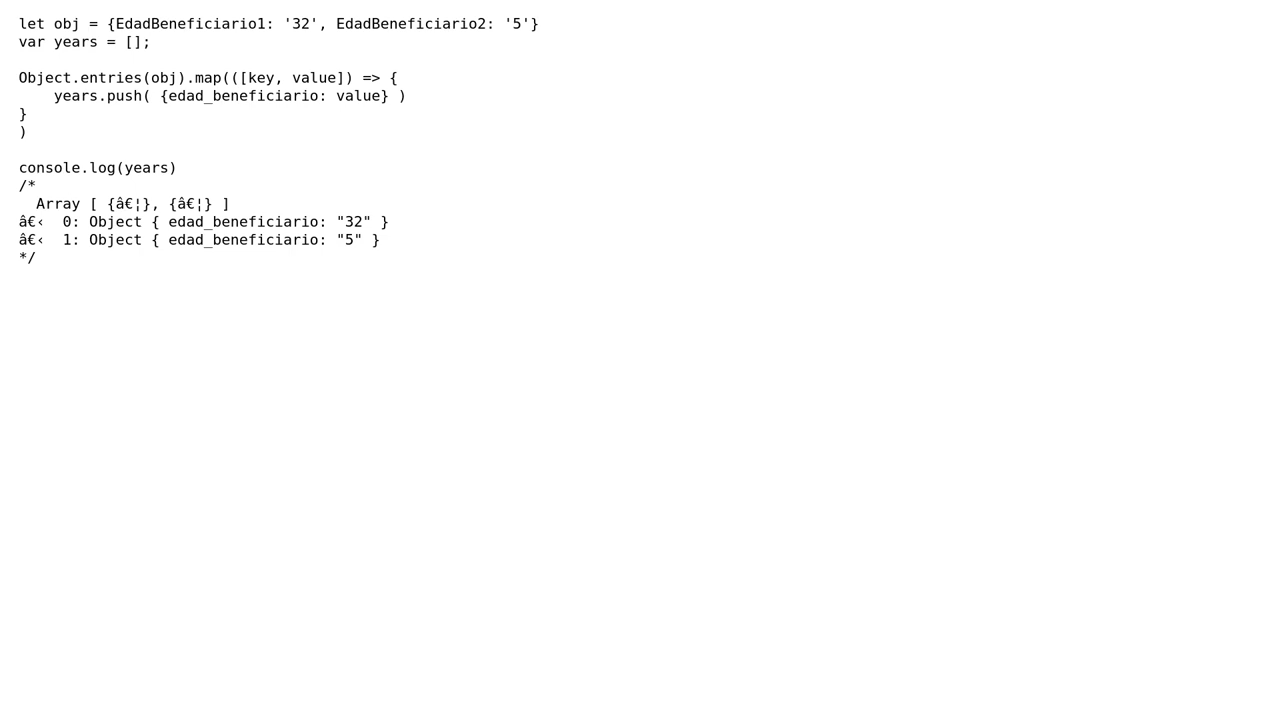 let obj = {EdadBeneficiario1: '32', EdadBeneficiario2: '5'}
var years = [];

Object.entries(obj).map(([key, value]) => {
    years.push( {edad_beneficiario: value} )
}
)

console.log(years)
/*
  Array [ {â€¦}, {â€¦} ]
â€‹  0: Object { edad_beneficiario: "32" }
â€‹  1: Object { edad_beneficiario: "5" }
*/